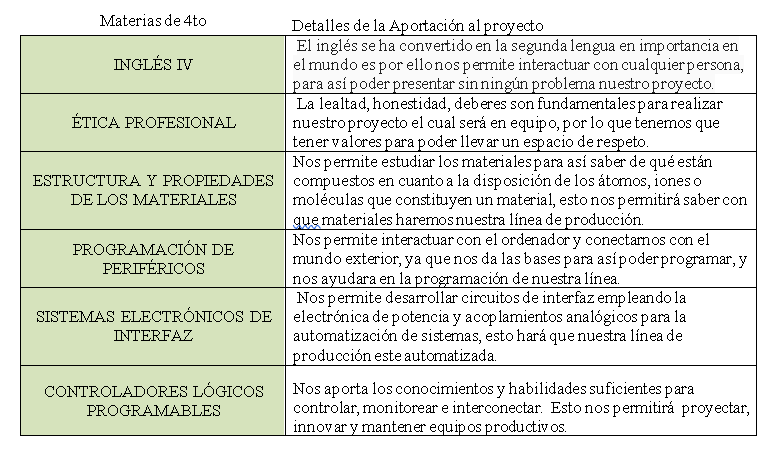 Materias de 4to
Detalles de la Aportación al proyecto
INGLÉS IV
El inglés se ha convertido en la segunda lengua en importancia en
el mundo es por ello nos permite interactuar con cualquier persona,
para así poder presentar sin ningún problema nuestro proyecto.
ÉTICA PROFESIONAL
La lealtad, honestidad, deberes son fundamentales para realizar
nuestro proyecto el cual será en equipo, por lo que tenemos que
tener valores para poder llevar un espacio de respeto.
ESTRUCTURA Y PROPIEDADES
DE LOS MATERIALES
Nos permite estudiar los materiales para así saber de qué están
compuestos en cuanto a la disposición de los átomos, iones o
moléculas que constituyen un material, esto nos permitirá saber con
que materiales haremos nuestra línea de producción.
PROGRAMACIÓN DE
PERIFÉRICOS
Nos permite interactuar con el ordenador y conectarnos con el
mundo exterior, ya que nos da las bases para así poder programar, y
nos ayudara en la programación de nuestra línea.
SISTEMAS ELECTRÓNICOS DE
INTERFAZ
Nos permite desarrollar circuitos de interfaz empleando la
electrónica de potencia y acoplamientos analógicos para la
automatización de sistemas, esto hará que nuestra línea de
producción este automatizada.
CONTROLADORES LÓGICOS
PROGRAMABLES
Nos aporta los conocimientos y habilidades suficientes para
controlar, monitorear e interconectar. Esto nos permitirá proyectar,
innovar y mantener equipos productivos.